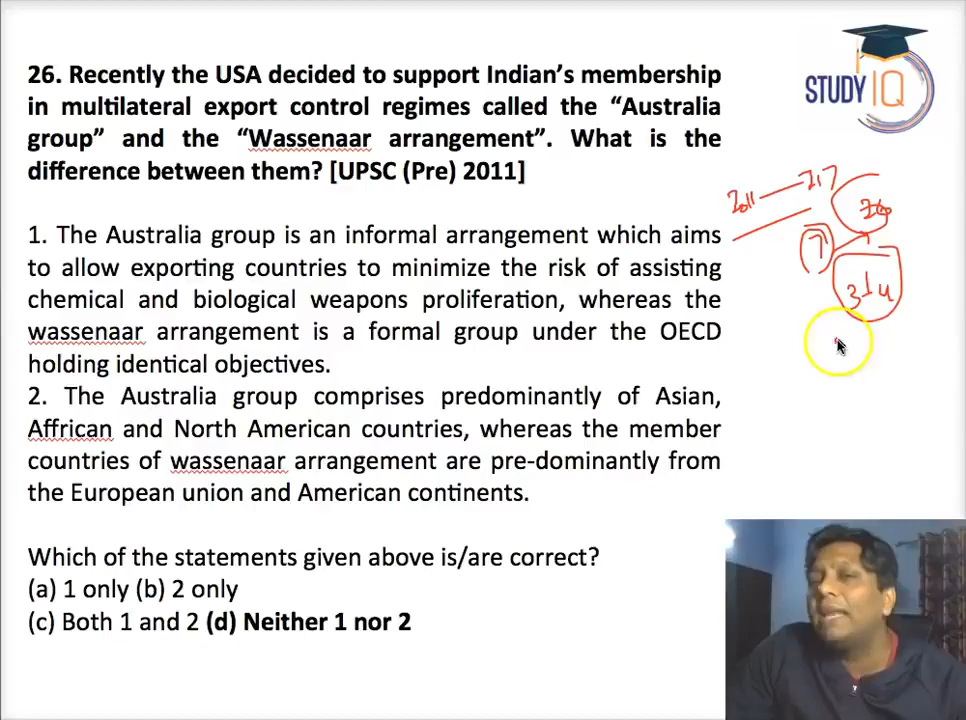 26. Recently the USA decided to support Indian's membership
in multilateral export control regimes called the “Australia
group” and the “Wassenaar arrangement”. What is the
difference between them? [UPSC (Pre) 2011]
STUDY IQ
1. The Australia group is an informal arrangement which aims
to allow exporting countries to minimize the risk of assisting
chemical and biological weapons proliferation, whereas the
wassenaar arrangement is a formal group under the OECD
holding identical objectives.
2. The Australia group comprises predominantly of Asian,
Affrican and North American countries, whereas the member
countries of wassenaar arrangement are pre-dominantly from
the European union and American continents.
Which of the statements given above is/are correct?
(a) 1 only (b) 2 only
(c) Both 1 and 2 (d) Neither 1 nor 2
2011
7